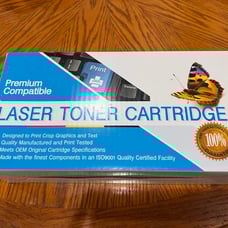 Print
Premium
Compatible
LASER TONER CARTRIDGE
Designed to Print Crisp Graphics and Text
Quality Manufactured and Print Tested
Meets OEM Original Cartridge Specifications
Made with the finest Components in an ISO9001 Quality Certified Facility
100%